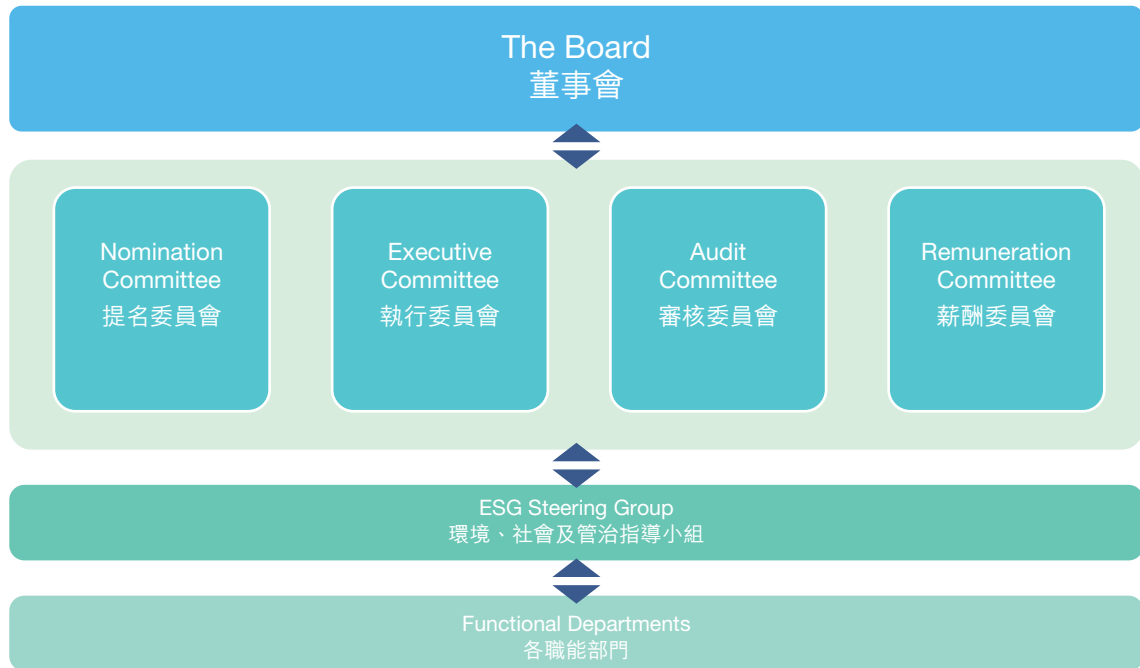 The Board
董事會
Nomination
Committee
提名委員會
Executive
Committee
執行委員會
Audit
Committee
審核委員會
Remuneration
Committee
薪酬委員會
ESG Steering Group
環境、社會及管治指導小組
Functional Departments
各職能部門